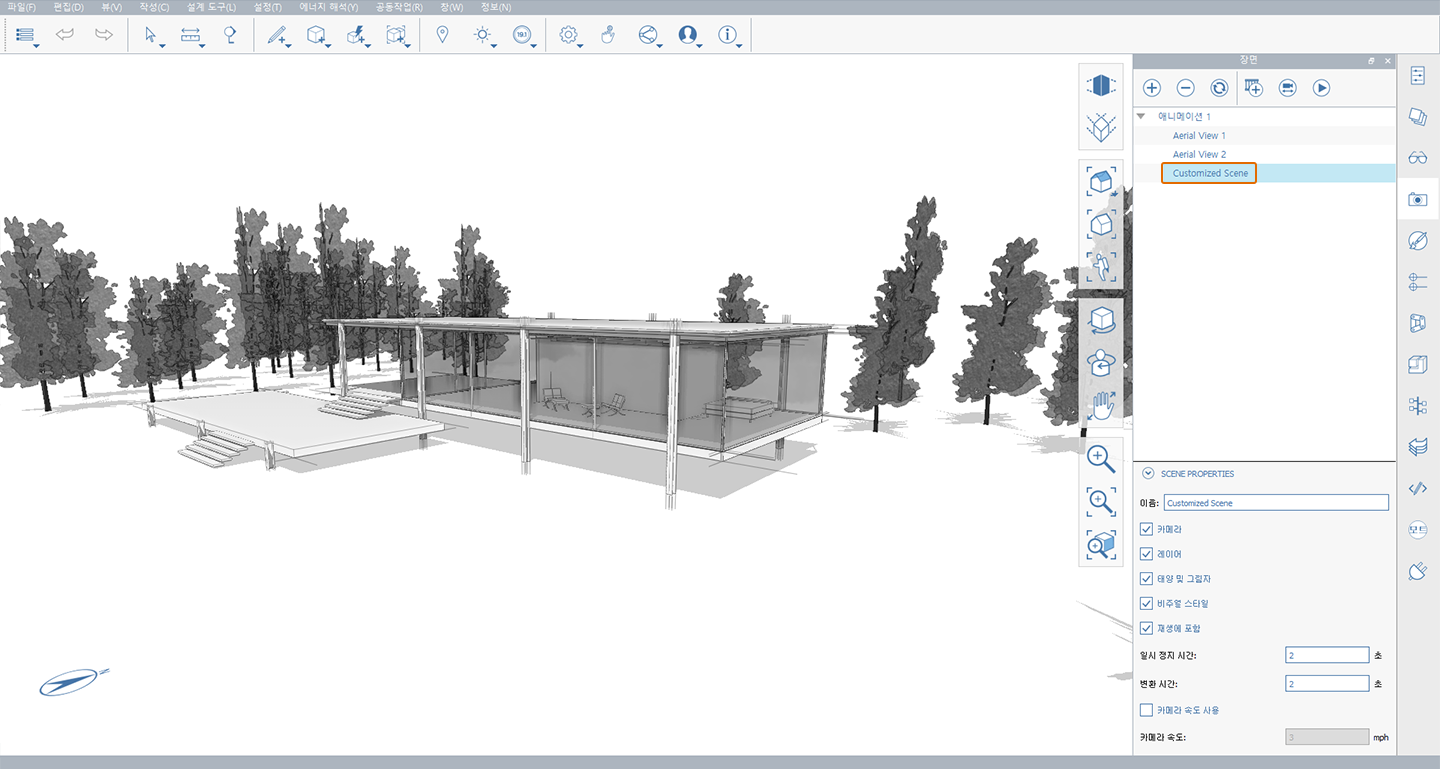 파일(F) 편집(D) 뷰(V) 작성(C) 설계 도구(L) 설정(T) 에너지 해석(Y) 공동작업(R) 창(W) 정보(N)
19.1
장면
애니메이션 1
Aerial View 1
Aerial View 2
Customized Scene
SCENE PROPERTIES
이름: Customized Scene
카메라
레이어
태양 및 그림자
비주얼 스타일
재생에 포함
일시 정지 시간: 2 초
변환 시간: 2 초
카메라 속도 사용
카메라 속도: 3 mph
모트